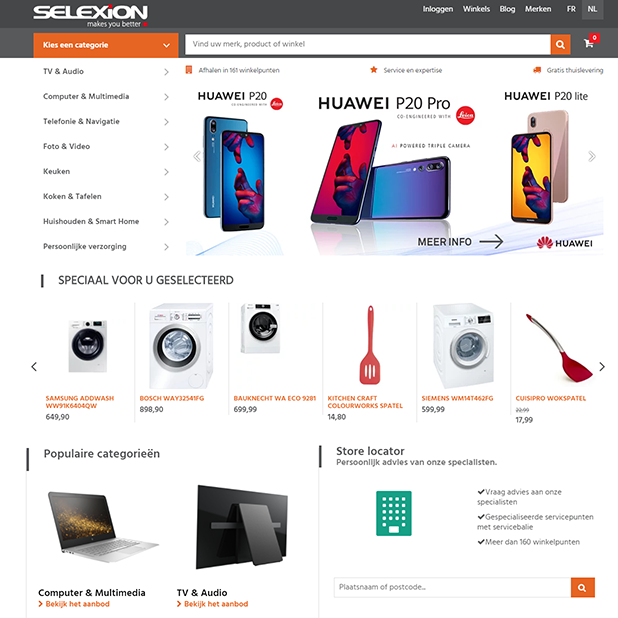 SELEXION
makes you better
Inloggen Winkels Blog Merken FR NL
Kies een categorie
Vind uw merk, product of winkel
0
TV & Audio
Computer & Multimedia
Telefonie & Navigatie
Foto & Video
Keuken
Koken & Tafelen
Huishouden & Smart Home
Persoonlijke verzorging
Afhalen in 161 winkelpunten
Service en expertise
Gratis thuislevering
HUAWEI P20
CO-ENGINEERED WITH Leica
HUAWEI P20 Pro
CO-ENGINEERED WITH Leica
AI POWERED TRIPLE CAMERA
HUAWEI P20 lite
MEER INFO
HUAWEI
SPECIAAL VOOR U GESELECTEERD
SAMSUNG ADDWASH
WW91K6404QW
649,90
BOSCH WAY32541FG
898,90
BAUKNECHT WA ECO 9281
699,99
KITCHEN CRAFT
COLOURWORKS SPATEL
14,80
SIEMENS WM14T462FG
599,99
CUISIPRO WOKSPATEL
22,99
17,99
Populaire categorieën
Computer & Multimedia
Bekijk het aanbod
TV & Audio
Bekijk het aanbod
Store locator
Persoonlijk advies van onze specialisten.
Vraag advies aan onze
specialisten
Gespecialiseerde servicepunten
met servicebalie
Meer dan 160 winkelpunten
Plaatsnaam of postcode...